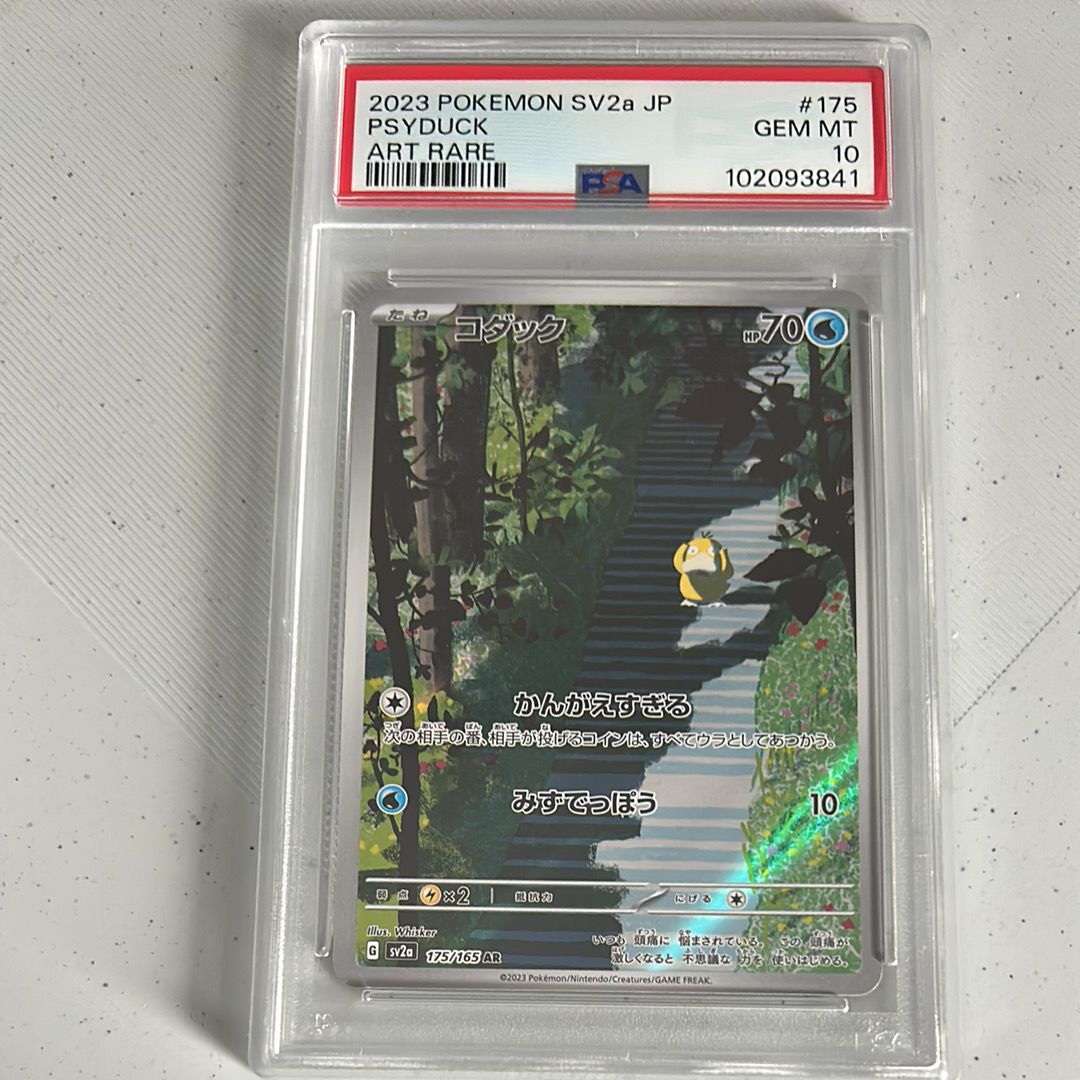 2023 POKEMON SV2a JP #175
PSYDUCK GEM MT
ART RARE 10
PSA 102093841
たね コダック HP70
かんがえすぎる
次の相手の番、相手が投げるコインは、すべてウラとしてあつかう。
みずでっぽう 10
弱点 ×2 抵抗力 にげる
Illus. Whisker
いつも 頭痛に 悩まされている。この 頭痛が
G sv2a 175/165 AR 激しくなると 不思議な 力を 使いはじめる。
©2023 Pokémon/Nintendo/Creatures/GAME FREAK.